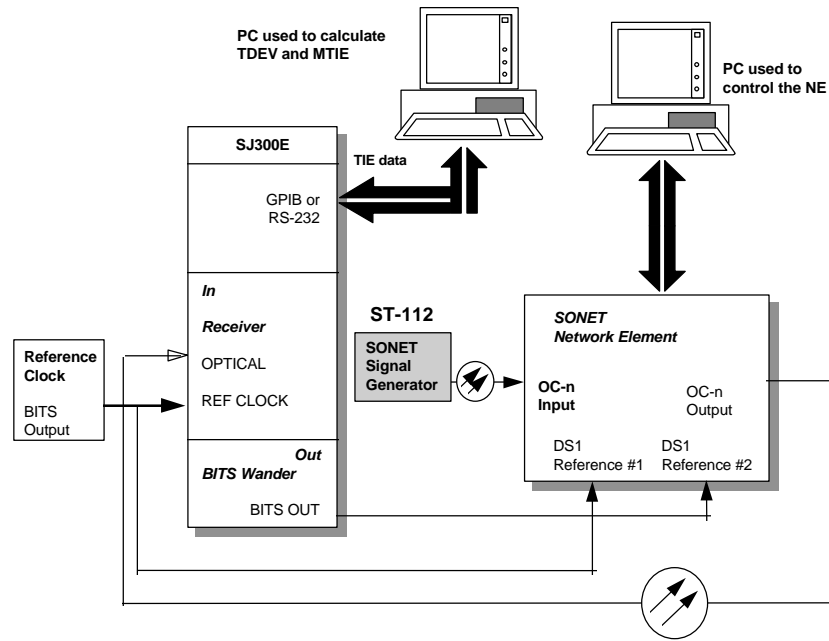 PC used to calculate
TDEV and MTIE
PC used to
control the NE
SJ300E
TIE data
GPIB or
RS-232
In
Receiver
OPTICAL
REF CLOCK
Out
BITS Wander
BITS OUT
Reference
Clock
BITS
Output
ST-112
SONET
Signal
Generator
SONET
Network Element
OC-n
Input
OC-n
Output
DS1
Reference #1
DS1
Reference #2